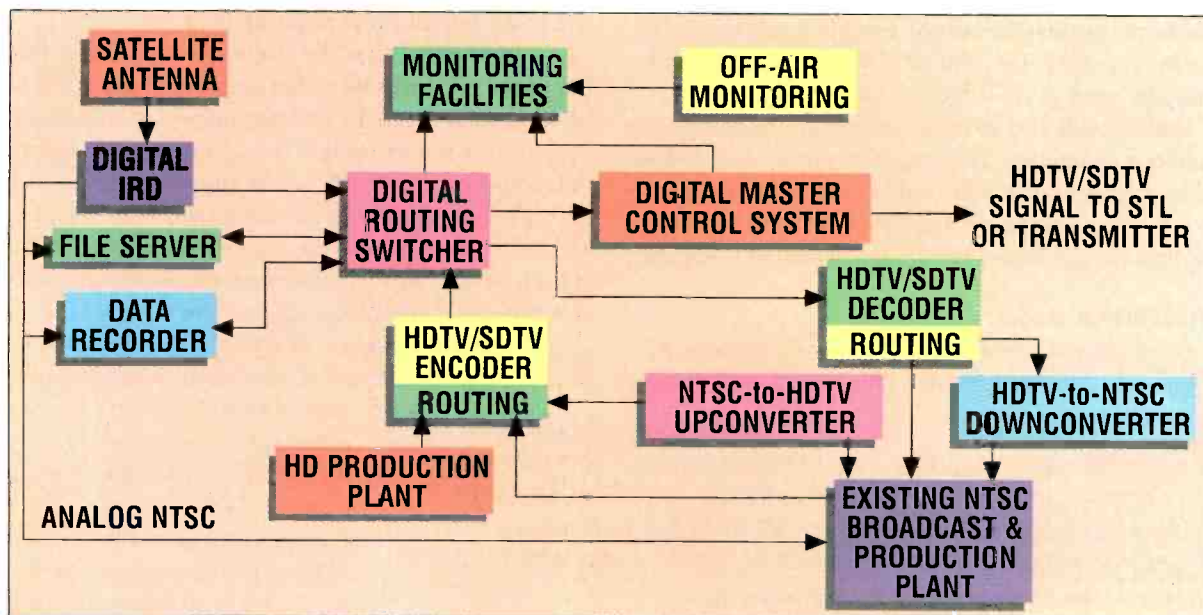 SATELLITE
ANTENNA
MONITORING
FACILITIES
OFF-AIR
MONITORING
DIGITAL
IRD
DIGITAL
ROUTING
SWITCHER
DIGITAL MASTER
CONTROL SYSTEM
HDTV/SDTV
SIGNAL TO STL
OR TRANSMITTER
FILE SERVER
DATA
RECORDER
HDTV/SDTV
ENCODER
ROUTING
HDTV/SDTV
DECODER
ROUTING
NTSC-to-HDTV
UPCONVERTER
HDTV-to-NTSC
DOWNCONVERTER
HD PRODUCTION
PLANT
ANALOG NTSC
EXISTING NTSC
BROADCAST &
PRODUCTION
PLANT